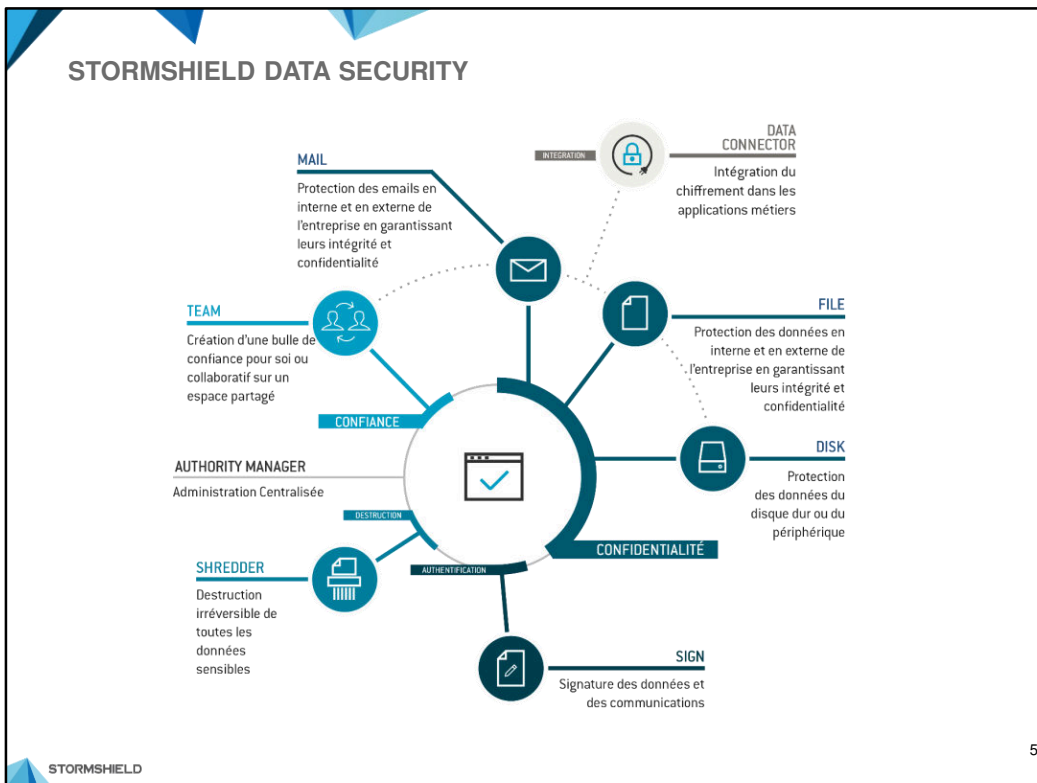 STORMSHIELD DATA SECURITY
DATA
CONNECTOR
INTEGRATION
Intégration du
chiffrement dans les
applications métiers
MAIL
Protection des emails en
interne et en externe de
l'entreprise en garantissant
leurs intégrité et
confidentialité
TEAM
Création d'une bulle de
confiance pour soi ou
collaboratif sur un
espace partagé
FILE
Protection des données en
interne et en externe de
l'entreprise en garantissant
leurs intégrité et
confidentialité
CONFIANCE
DISK
Protection
des données du
disque dur ou du
périphérique
AUTHORITY MANAGER
Administration Centralisée
DESTRUCTION
CONFIDENTIALITÉ
AUTHENTIFICATION
SHREDDER
Destruction
irréversible de
toutes les
données
sensibles
SIGN
Signature des données et
des communications
STORMSHIELD
5